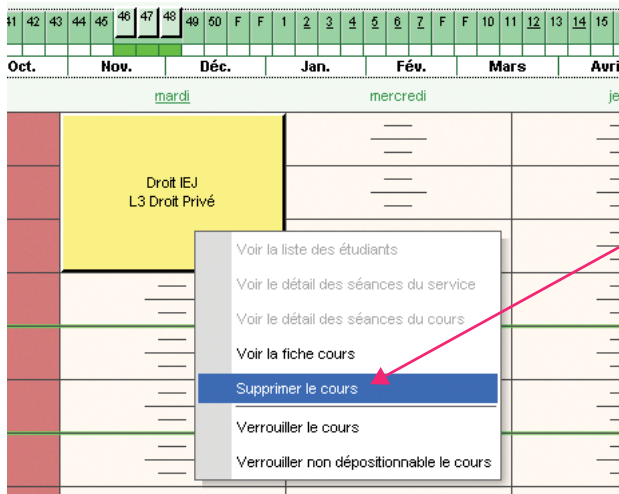 41 42 43 44 45 46 47 48 49 50 F F 1 2 3 4 5 6 7 F F 10 11 12 13 14 15
Oct. Nov. Déc. Jan. Fév. Mars Avri
mardi mercredi je
Droit IEJ
L3 Droit Privé
Voir la liste des étudiants
Voir le détail des séances du service
Voir le détail des séances du cours
Voir la fiche cours
Supprimer le cours
Verrouiller le cours
Verrouiller non dépositionnable le cours